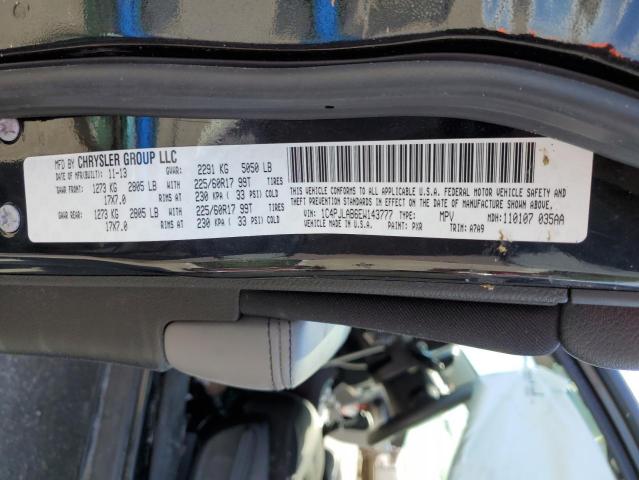 MFD BY CHRYSLER GROUP LLC
DATE OF MFR(BUILT): 11-13 GVWR: 2291 KG 5050 LB
GAWR FRONT: 1273 KG 2805 LB WITH 225/60R17 99T TIRES
17X7.0 RIMS AT 230 KPA ( 33 PSI) COLD
GAWR REAR: 1273 KG 2805 LB WITH 225/60R17 99T TIRES
17X7.0 RIMS AT 230 KPA ( 33 PSI) COLD
THIS VEHICLE CONFORMS TO ALL APPLICABLE U.S.A. FEDERAL MOTOR VEHICLE SAFETY AND
THEFT PREVENTION STANDARDS IN EFFECT ON THE DATE OF MANUFACTURE SHOWN ABOVE.
VIN: 1C4PJLAB6EW143777 TYPE: MPV MDH: 110107 035AA
VEHICLE MADE IN U.S.A. PAINT: PXR TRIM: A7A9